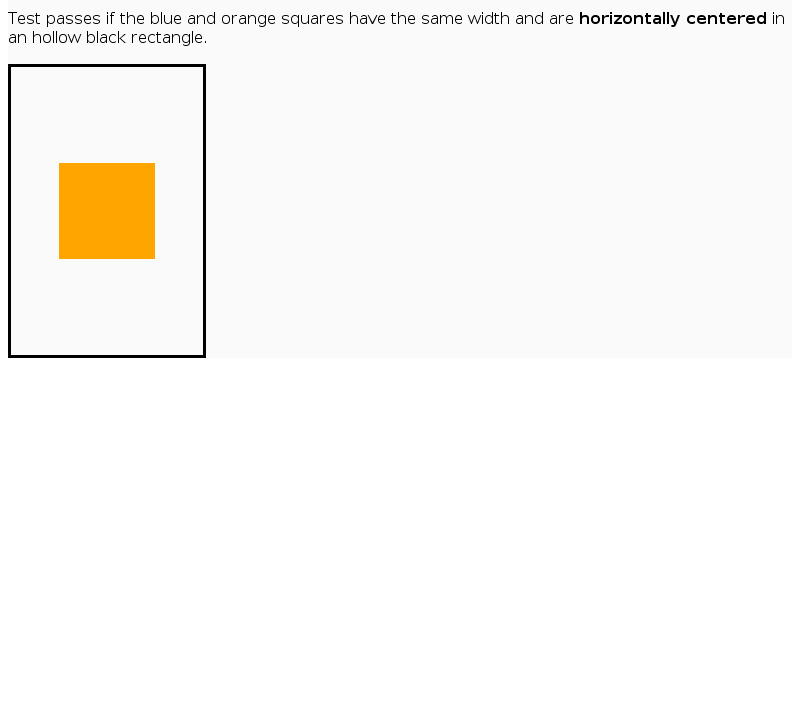 Test passes if the blue and orange squares have the same width and are horizontally centered in
an hollow black rectangle.